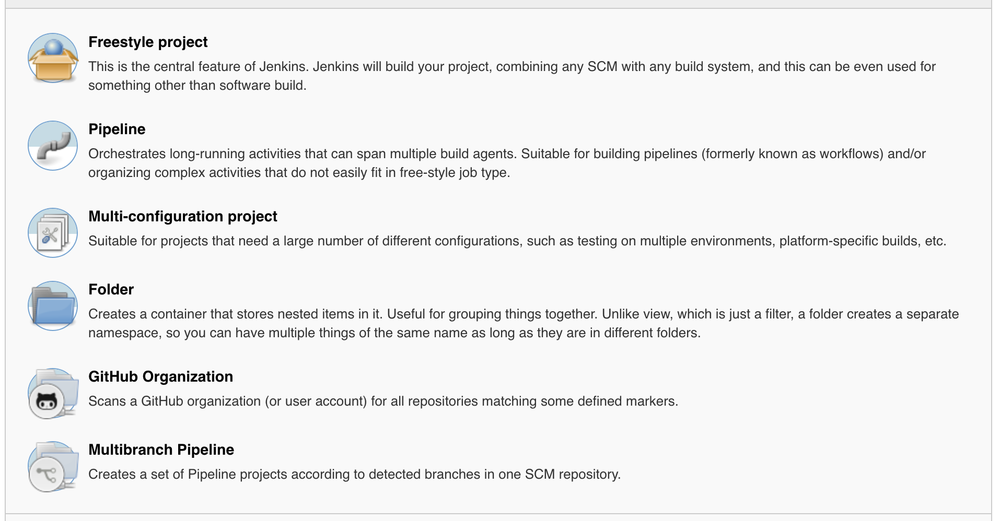 Freestyle project
This is the central feature of Jenkins. Jenkins will build your project, combining any SCM with any build system, and this can be even used for
something other than software build.
Pipeline
Orchestrates long-running activities that can span multiple build agents. Suitable for building pipelines (formerly known as workflows) and/or
organizing complex activities that do not easily fit in free-style job type.
Multi-configuration project
Suitable for projects that need a large number of different configurations, such as testing on multiple environments, platform-specific builds, etc.
Folder
Creates a container that stores nested items in it. Useful for grouping things together. Unlike view, which is just a filter, a folder creates a separate
namespace, so you can have multiple things of the same name as long as they are in different folders.
GitHub Organization
Scans a GitHub organization (or user account) for all repositories matching some defined markers.
Multibranch Pipeline
Creates a set of Pipeline projects according to detected branches in one SCM repository.